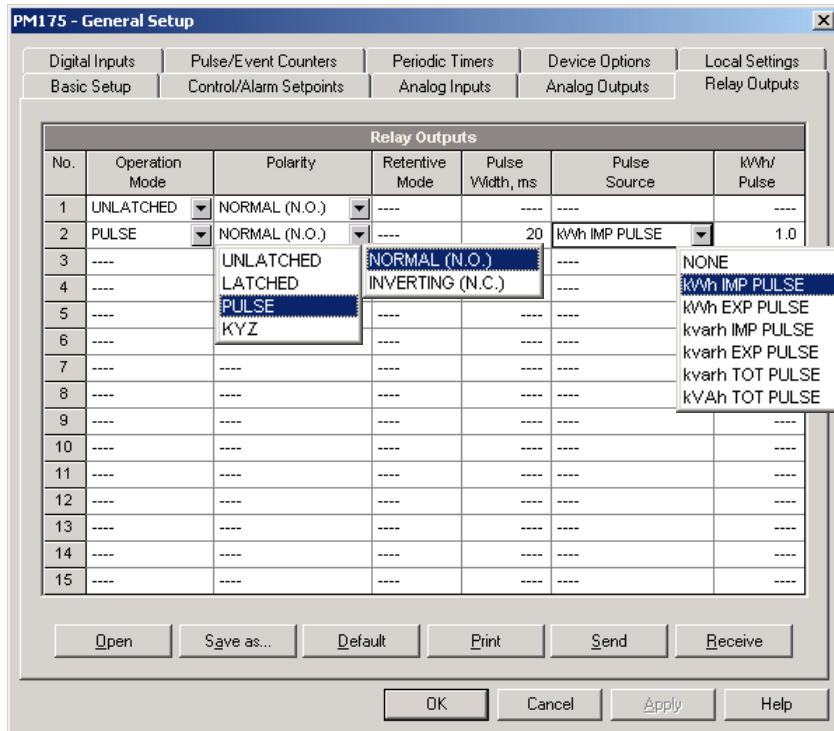 PM175 - General Setup
Digital Inputs Pulse/Event Counters Periodic Timers Device Options Local Settings
Basic Setup Control/Alarm Setpoints Analog Inputs Analog Outputs Relay Outputs
Relay Outputs
No. Operation Mode Polarity Retentive Mode Pulse Width, ms Pulse Source kWh/ Pulse
1 UNLATCHED NORMAL (N.O.) ---- ---- ---- ----
2 PULSE NORMAL (N.O.) ---- 20 kWh IMP PULSE 1.0
3 ---- ----
4 ---- ----
5 ---- ---- ---- ----
6 ---- ---- ---- ----
7 ---- ---- ---- ---- ----
8 ---- ---- ---- ---- ----
9 ---- ---- ---- ---- ---- ----
10 ---- ---- ---- ---- ---- ----
11 ---- ---- ---- ---- ---- ----
12 ---- ---- ---- ---- ---- ----
13 ---- ---- ---- ---- ---- ----
14 ---- ---- ---- ---- ---- ----
15 ---- ---- ---- ---- ---- ----
UNLATCHED
LATCHED
PULSE
KYZ
NORMAL (N.O.)
INVERTING (N.C.)
NONE
kWh IMP PULSE
kWh EXP PULSE
kvarh IMP PULSE
kvarh EXP PULSE
kvarh TOT PULSE
kVAh TOT PULSE
Open Save as... Default Print Send Receive
OK Cancel Apply Help